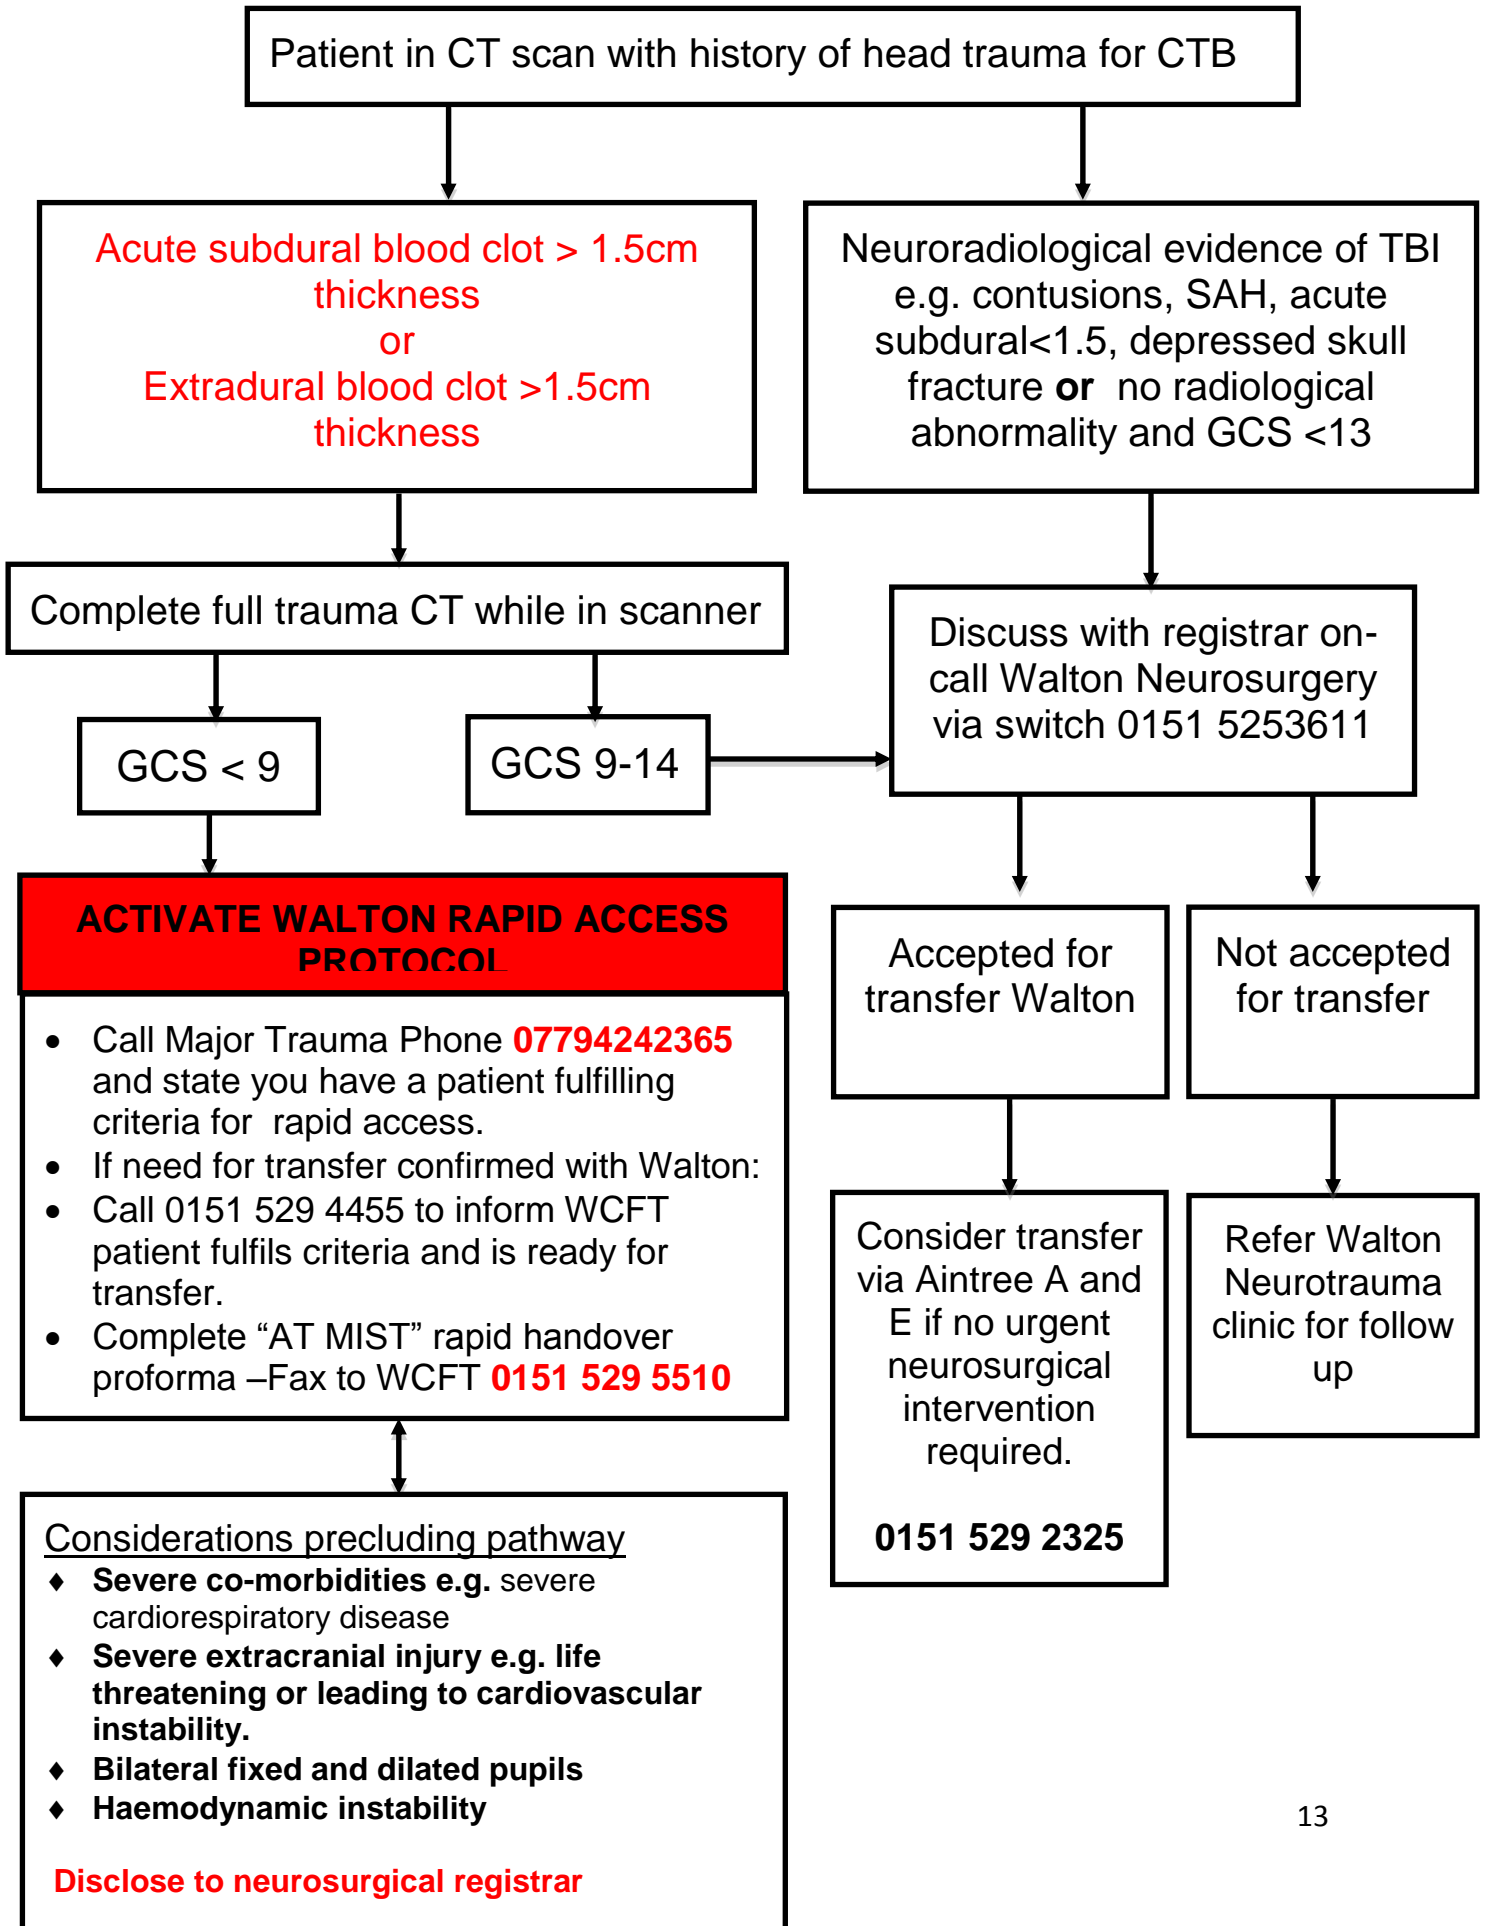 Patient in CT scan with history of head trauma for CTB
Acute subdural blood clot > 1.5cm
thickness
or
Extradural blood clot >1.5cm
thickness
Neuroradiological evidence of TBI
e.g. contusions, SAH, acute
subdural<1.5, depressed skull
fracture or no radiological
abnormality and GCS <13
Complete full trauma CT while in scanner
GCS < 9
GCS 9-14
Discuss with registrar on-
call Walton Neurosurgery
via switch 0151 5253611
ACTIVATE WALTON RAPID ACCESS
PROTOCOL
• Call Major Trauma Phone 07794242365
and state you have a patient fulfilling
criteria for rapid access.
• If need for transfer confirmed with Walton:
• Call 0151 529 4455 to inform WCFT
patient fulfils criteria and is ready for
transfer.
• Complete “AT MIST” rapid handover
proforma –Fax to WCFT 0151 529 5510
Accepted for
transfer Walton
Not accepted
for transfer
Consider transfer
via Aintree A and
E if no urgent
neurosurgical
intervention
required.
0151 529 2325
Refer Walton
Neurotrauma
clinic for follow
up
Considerations precluding pathway
♦ Severe co-morbidities e.g. severe
cardiorespiratory disease
♦ Severe extracranial injury e.g. life
threatening or leading to cardiovascular
instability.
♦ Bilateral fixed and dilated pupils
♦ Haemodynamic instability
Disclose to neurosurgical registrar
13